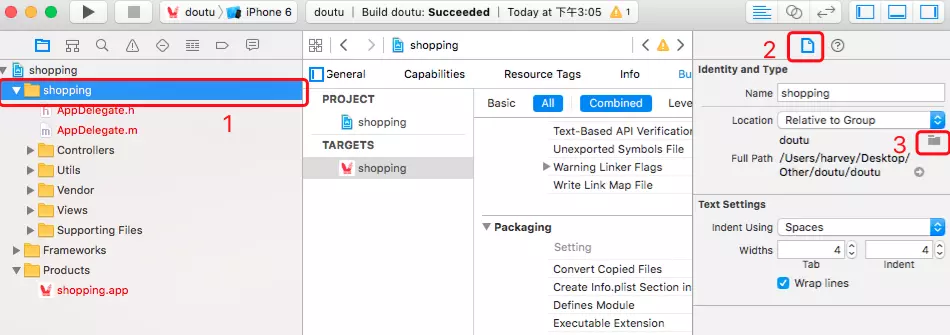 doutu
iPhone 6
doutu | Build doutu: Succeeded | Today at 下午3:05
1
shopping
shopping
AppDelegate.h
AppDelegate.m
Controllers
Utils
Vendor
Views
Supporting Files
Frameworks
Products
shopping.app
1
shopping
General
Capabilities
Resource Tags
Info
PROJECT
shopping
TARGETS
shopping
Basic
All
Combined
Text-Based API Verification
Unexported Symbols File
Warning Linker Flags
Write Link Map File
Packaging
Setting
Convert Copied Files
Create Info.plist Section in
Defines Module
Executable Extension
2
Identity and Type
Name shopping
Location Relative to Group
doutu
3
Full Path /Users/harvey/Desktop/
Other/doutu/doutu
Text Settings
Indent Using Spaces
Widths 4 4
Tab Indent
Wrap lines